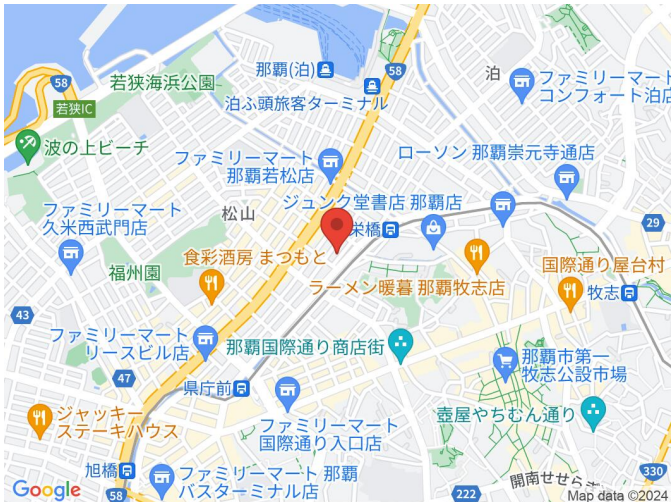 58
若狭海浜公園
若狭IC
那覇(泊)
泊ふ頭旅客ターミナル
58
泊
ファミリーマート
コンフォート泊店
波の上ビーチ
ファミリーマート
那覇若松店
ローソン 那覇崇元寺通店
ファミリーマート
久米西武門店
松山
ジュンク堂書店 那覇店
栄橋
29
福州園
食彩酒房 まつもと
ラーメン暖暮 那覇牧志店
国際通り屋台村
牧志
43
ファミリーマート
リースビル店
那覇国際通り商店街
那覇市第一
牧志公設市場
47
県庁前
壺屋やちむん通り
ジャッキー
ステーキハウス
ファミリーマート
国際通り入口店
旭橋
ファミリーマート 那覇
バスターミナル店
330
開南せせら
222
58
Google
Map data ©2024